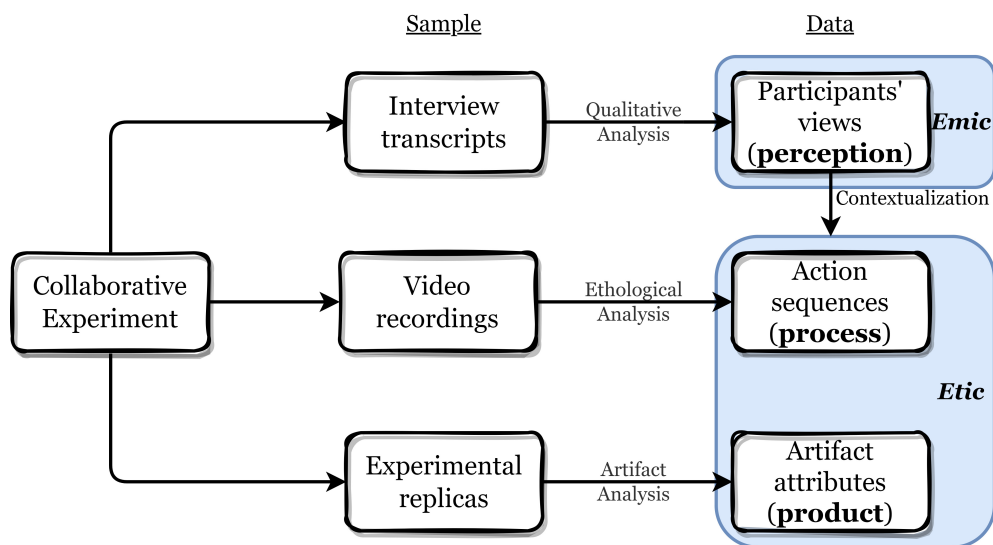 Sample
Data
Interview
transcripts
Qualitative
Analysis
Participants'
views
(perception)
Emic
Contextualization
Collaborative
Experiment
Video
recordings
Ethological
Analysis
Action
sequences
(process)
Etic
Experimental
replicas
Artifact
Analysis
Artifact
attributes
(product)